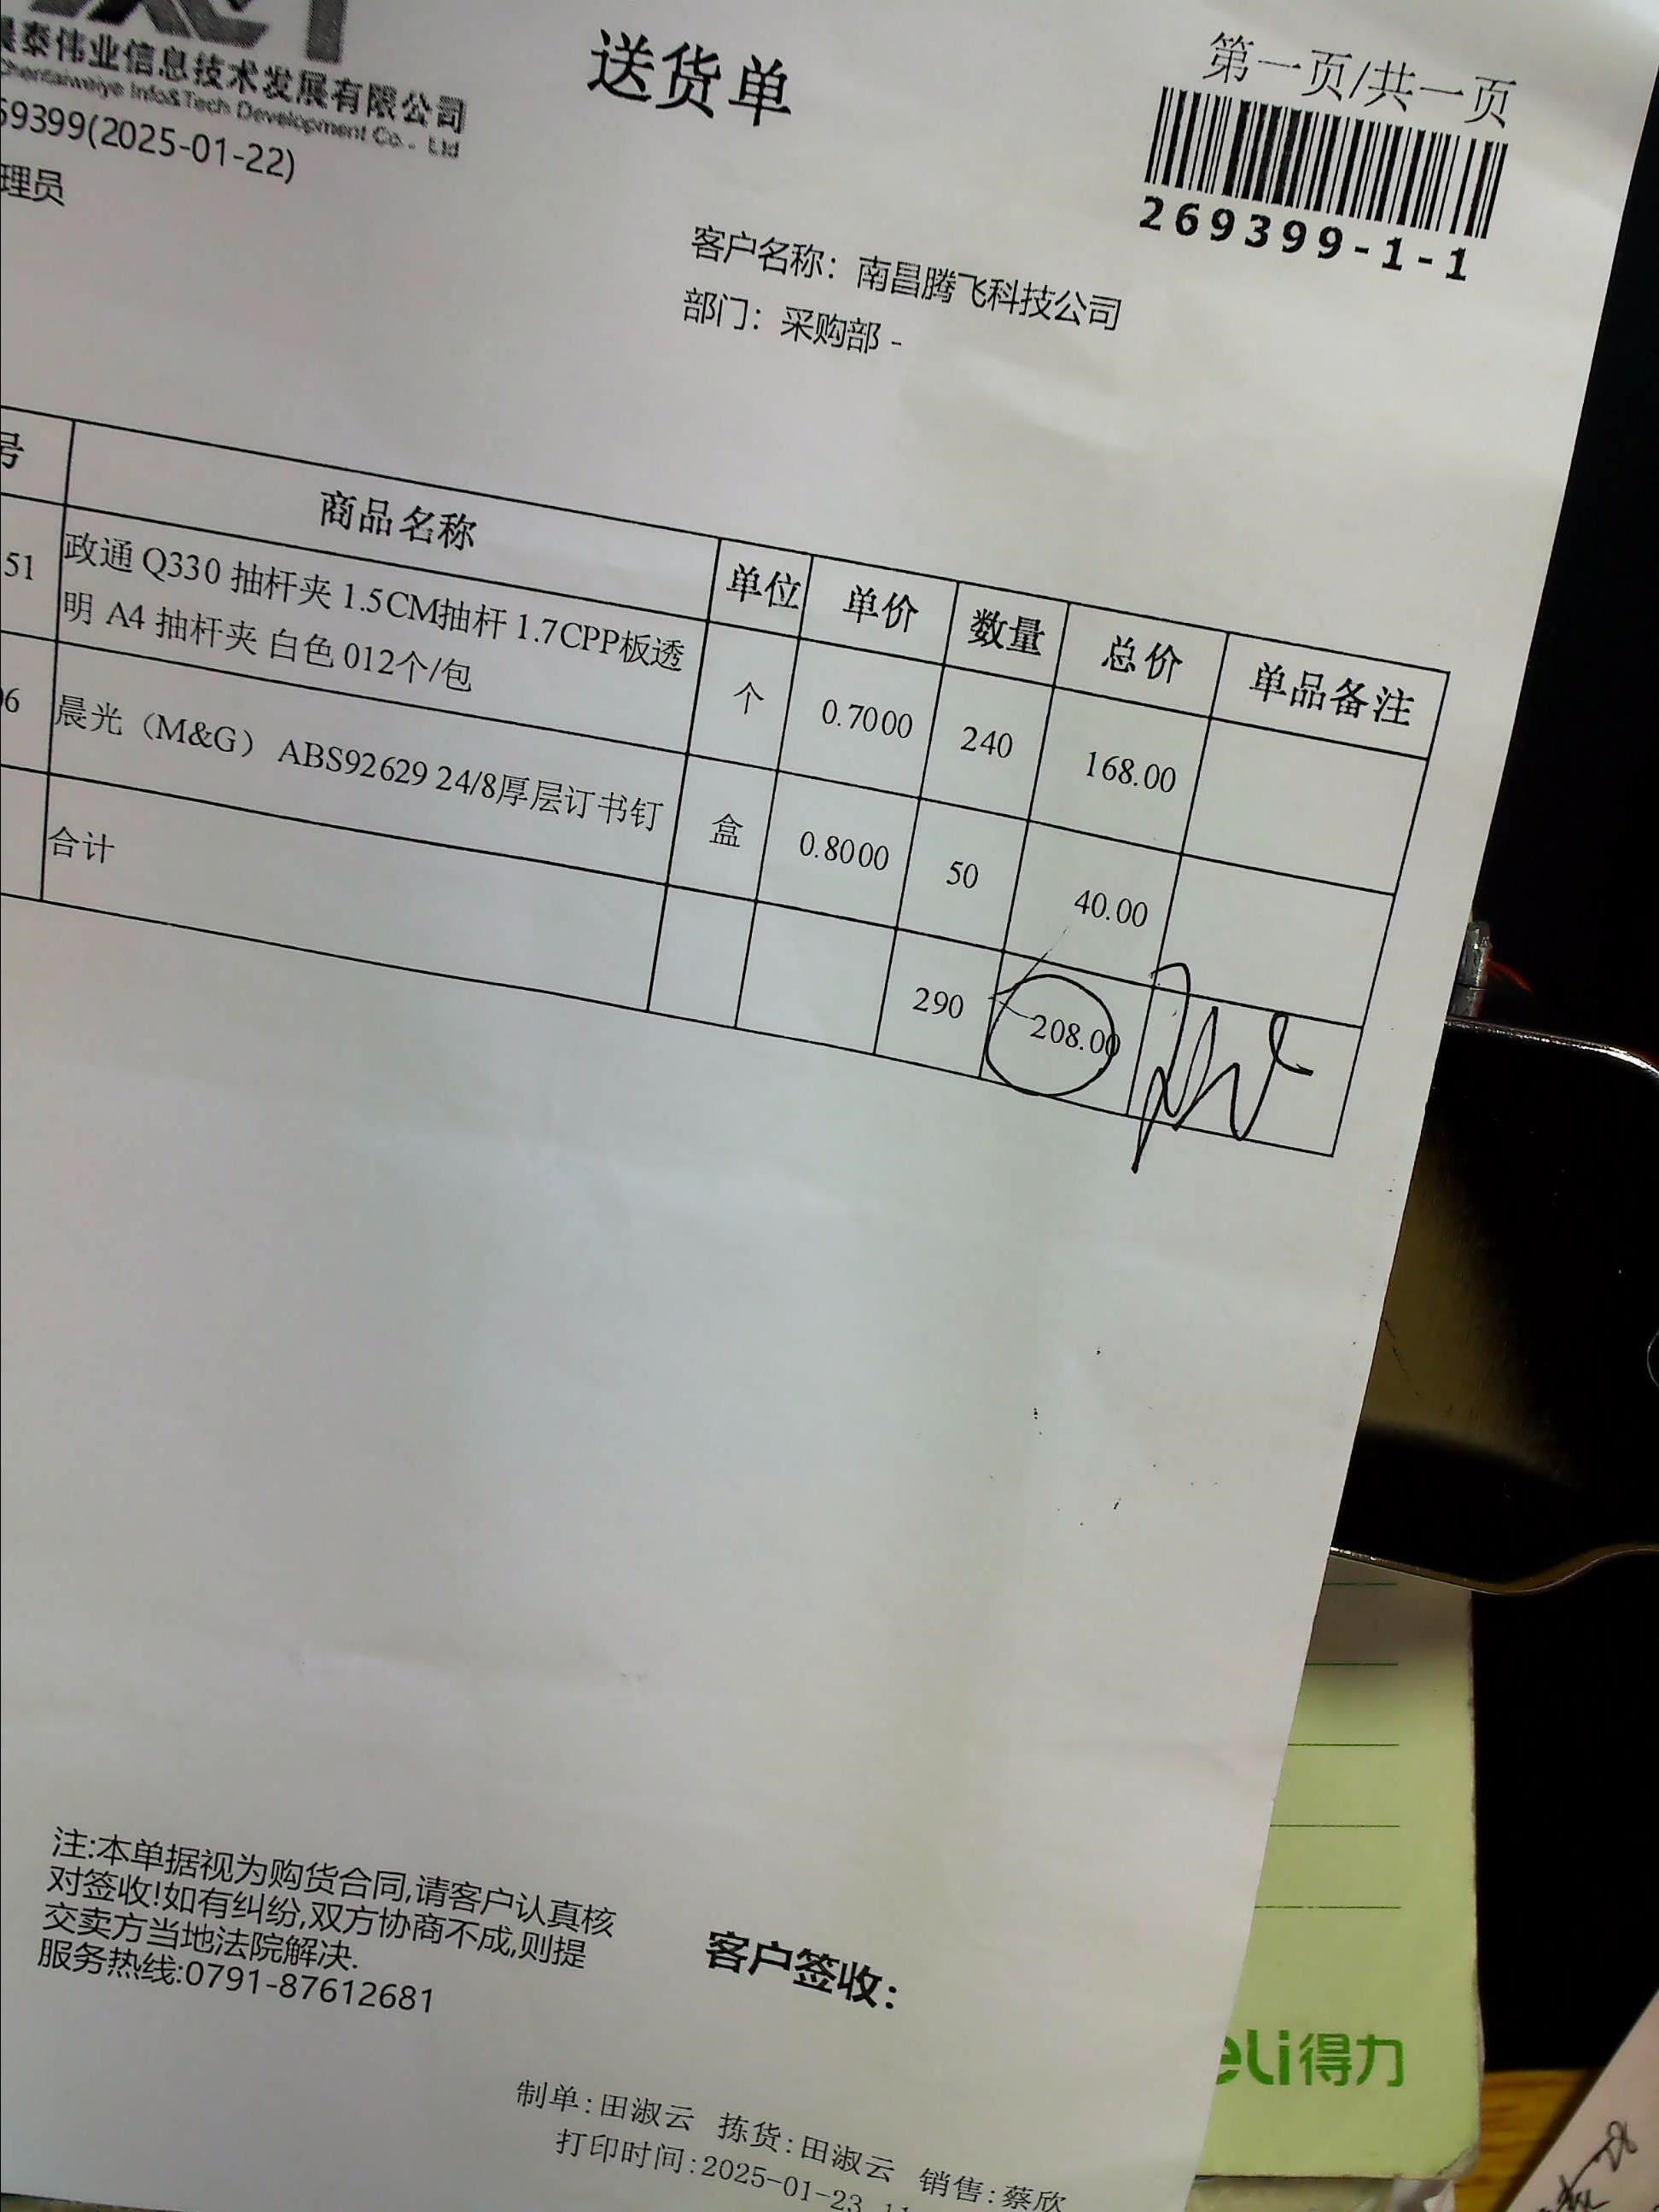 晨泰伟业信息技术发展有限公司
Chentaiweiye Info&Tech Development Co., Ltd
69399(2025-01-22)
理员
送货单
第一页/共一页
269399-1-1
客户名称：南昌腾飞科技公司
部门：采购部 -
号 商品名称 单位 单价 数量 总价 单品备注
51 政通 Q330 抽杆夹 1.5CM抽杆 1.7CPP板透
明 A4 抽杆夹 白色 012个/包 个 0.7000 240 168.00
06 晨光（M&G） ABS92629 24/8厚层订书钉 盒 0.8000 50 40.00
合计 290 208.00
注:本单据视为购货合同,请客户认真核
对签收!如有纠纷,双方协商不成,则提
交卖方当地法院解决.
服务热线:0791-87612681
客户签收：
制单:田淑云 拣货:田淑云 销售:蔡欣
打印时间:2025-01-23
eli得力